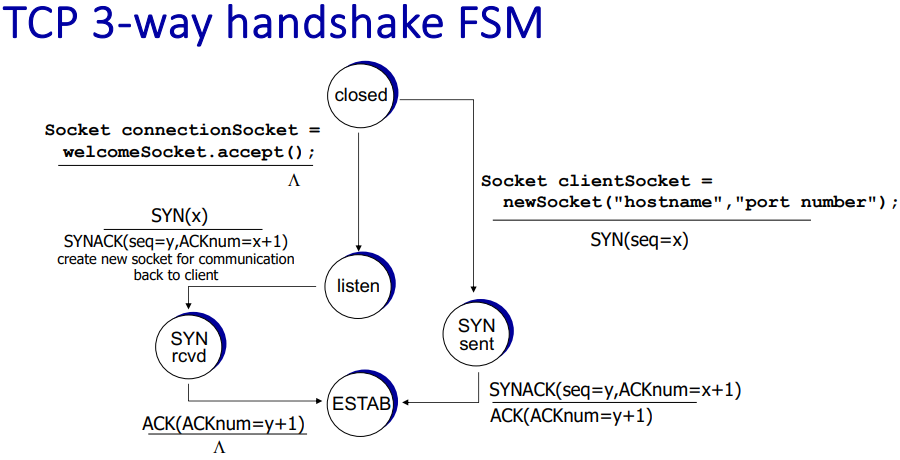 TCP 3-way handshake FSM
closed
Socket connectionSocket =
welcomeSocket.accept();
Λ
Socket clientSocket =
newSocket("hostname","port number");
SYN(seq=x)
SYN(x)
SYNACK(seq=y,ACKnum=x+1)
create new socket for communication
back to client
listen
SYN
rcvd
SYN
sent
ESTAB
SYNACK(seq=y,ACKnum=x+1)
ACK(ACKnum=y+1)
ACK(ACKnum=y+1)
Λ